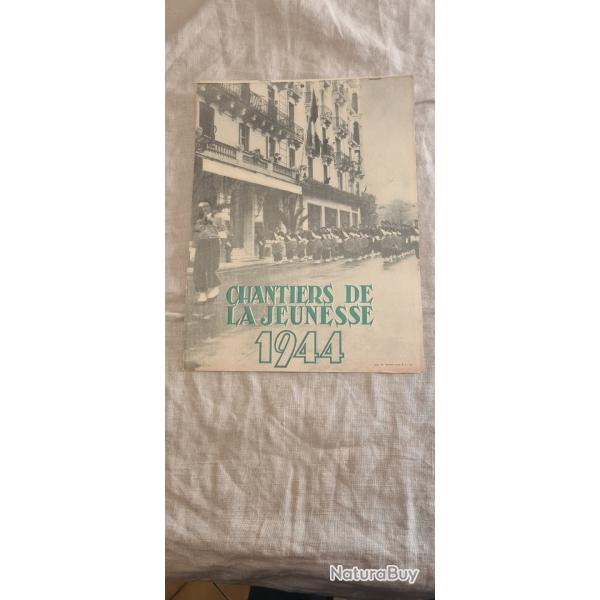 CHANTIERS DE
LA JEUNESSE
1944
NaturaBuy